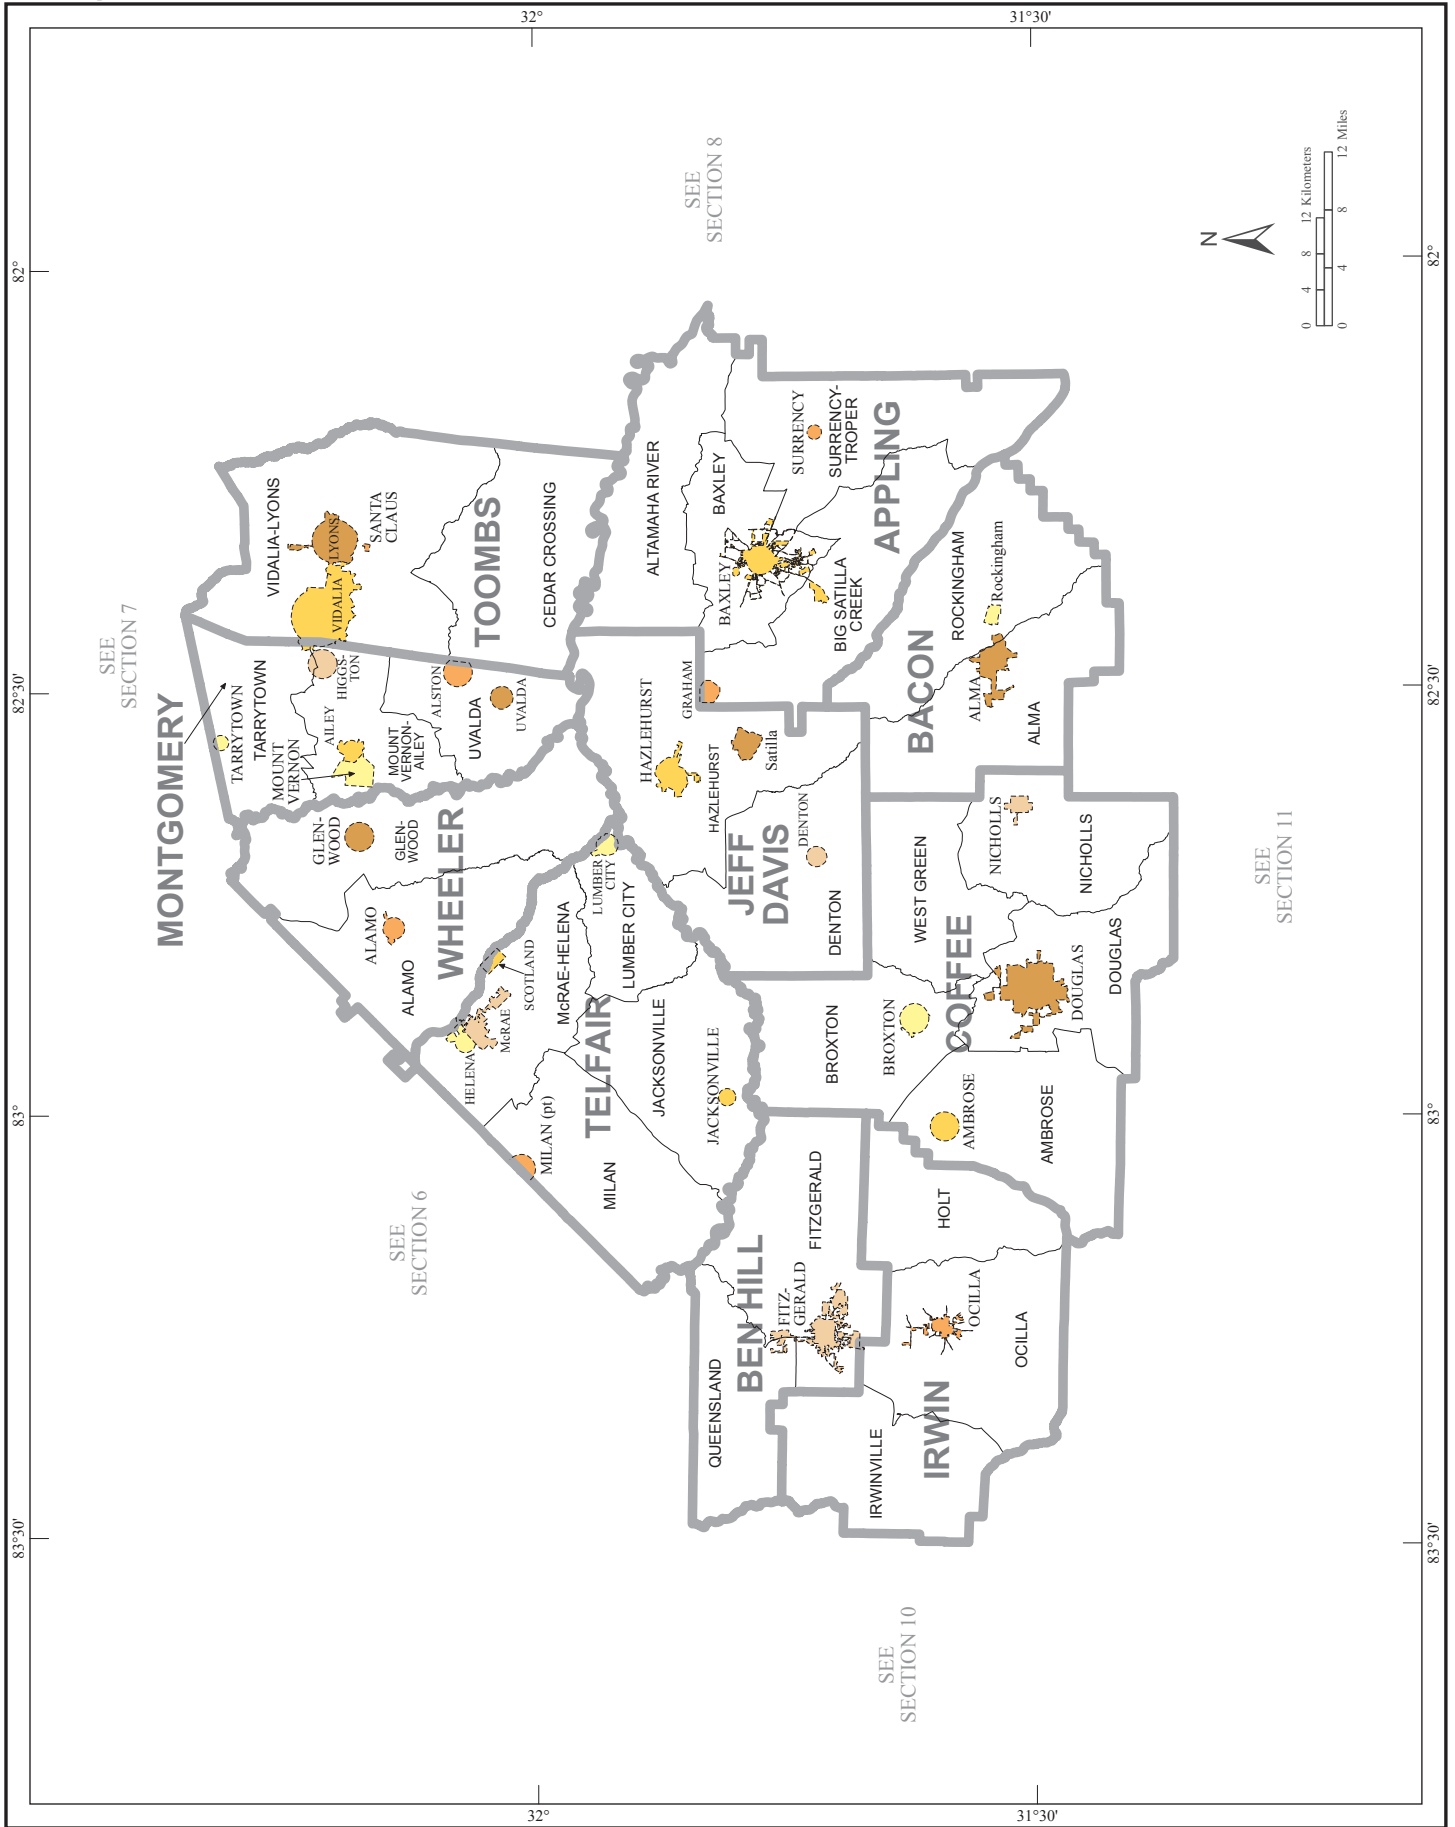 83°30'
83°
82°30'
82°
32°
32°
31°30'
31°30'
83°30'
83°
82°30'
82°
SEE
SECTION 7
SEE
SECTION 6
SEE
SECTION 8
SEE
SECTION 10
SEE
SECTION 11
N
0 4 8 12 Kilometers
0 4 8 12 Miles
MONTGOMERY
TARRYTOWN
TARRYTOWN
MOUNT
VERNON
AILEY
HIGGS-
TON
MOUNT
VERNON-
AILEY
ALSTON
UVALDA
UVALDA
VIDALIA-LYONS
VIDALIA
LYONS
SANTA
CLAUS
TOOMBS
CEDAR CROSSING
GLEN-
WOOD
GLEN-
WOOD
WHEELER
ALAMO
ALAMO
HELENA
McRAE
SCOTLAND
McRAE-HELENA
LUMBER
CITY
LUMBER CITY
TELFAIR
MILAN (pt)
MILAN
JACKSONVILLE
JACKSONVILLE
HAZLEHURST
HAZLEHURST
Satilla
GRAHAM
JEFF
DAVIS
DENTON
DENTON
ALTAMAHA RIVER
BAXLEY
BAXLEY
SURRENCY
SURRENCY-
TROPER
BIG SATILLA
CREEK
APPLING
BACON
ROCKINGHAM
Rockingham
ALMA
ALMA
WEST GREEN
NICHOLLS
NICHOLLS
COFFEE
BROXTON
BROXTON
DOUGLAS
DOUGLAS
AMBROSE
AMBROSE
BEN HILL
QUEENSLAND
FITZ-
GERALD
FITZGERALD
IRWIN
IRWINVILLE
HOLT
OCILLA
OCILLA